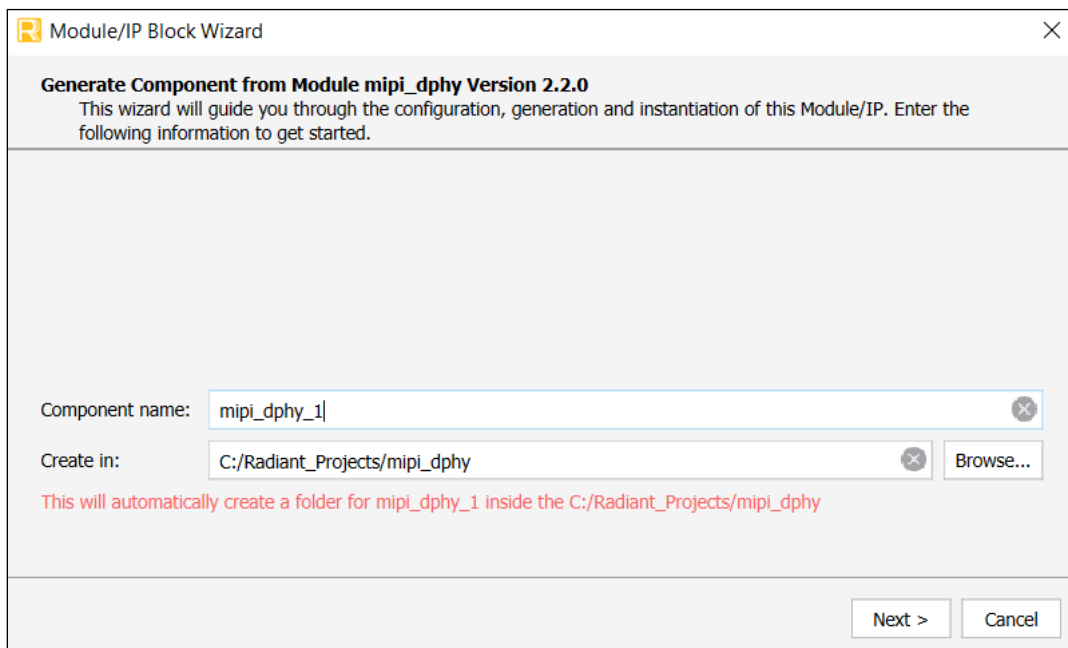 Module/IP Block Wizard
Generate Component from Module mipi_dphy Version 2.2.0
This wizard will guide you through the configuration, generation and instantiation of this Module/IP. Enter the
following information to get started.
Component name: mipi_dphy_1
Create in: C:/Radiant_Projects/mipi_dphy Browse...
This will automatically create a folder for mipi_dphy_1 inside the C:/Radiant_Projects/mipi_dphy
Next > Cancel